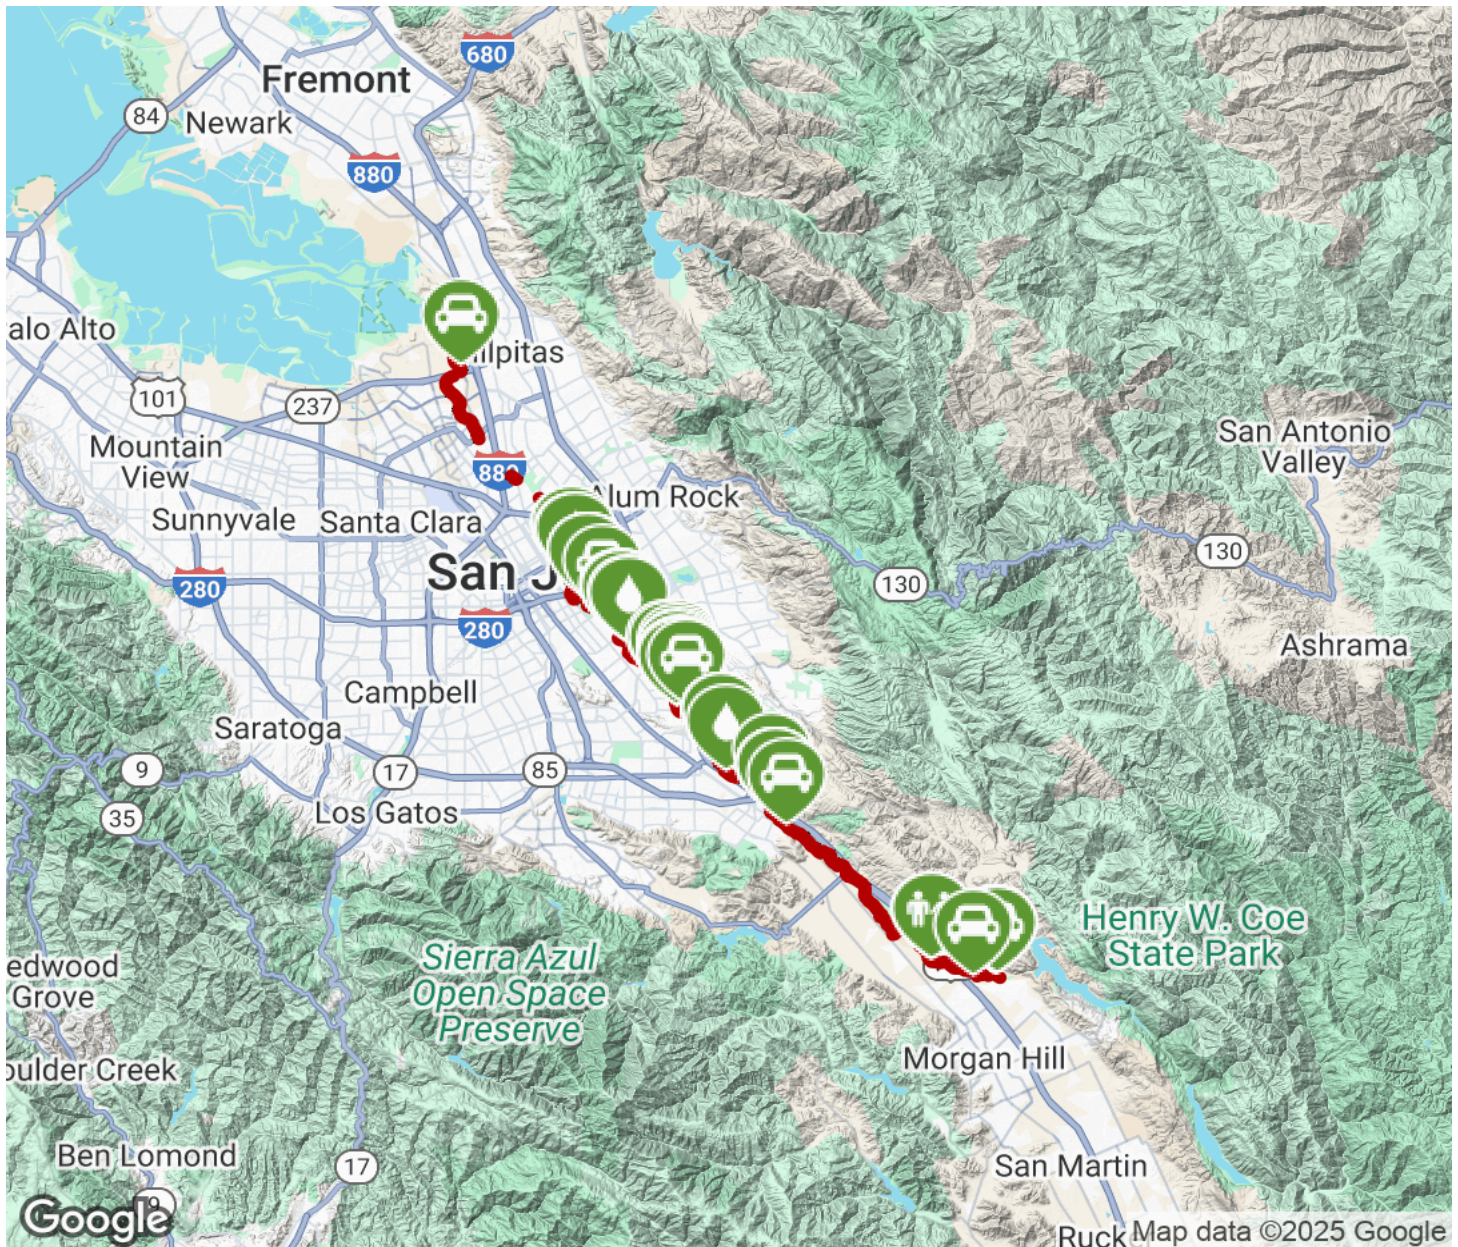 680
Fremont
84
Newark
880
alo Alto
ilpitas
101
237
Mountain
View
San Antonio
Valley
880
Alum Rock
Sunnyvale
Santa Clara
130
San J
130
280
280
Ashrama
Campbell
Saratoga
9
17
85
35
Los Gatos
Henry W. Coe
State Park
Sierra Azul
Open Space
Preserve
edwood
Grove
Morgan Hill
oulder Creek
Ben Lomond
17
San Martin
9
Google
Ruck
Map data ©2025 Google